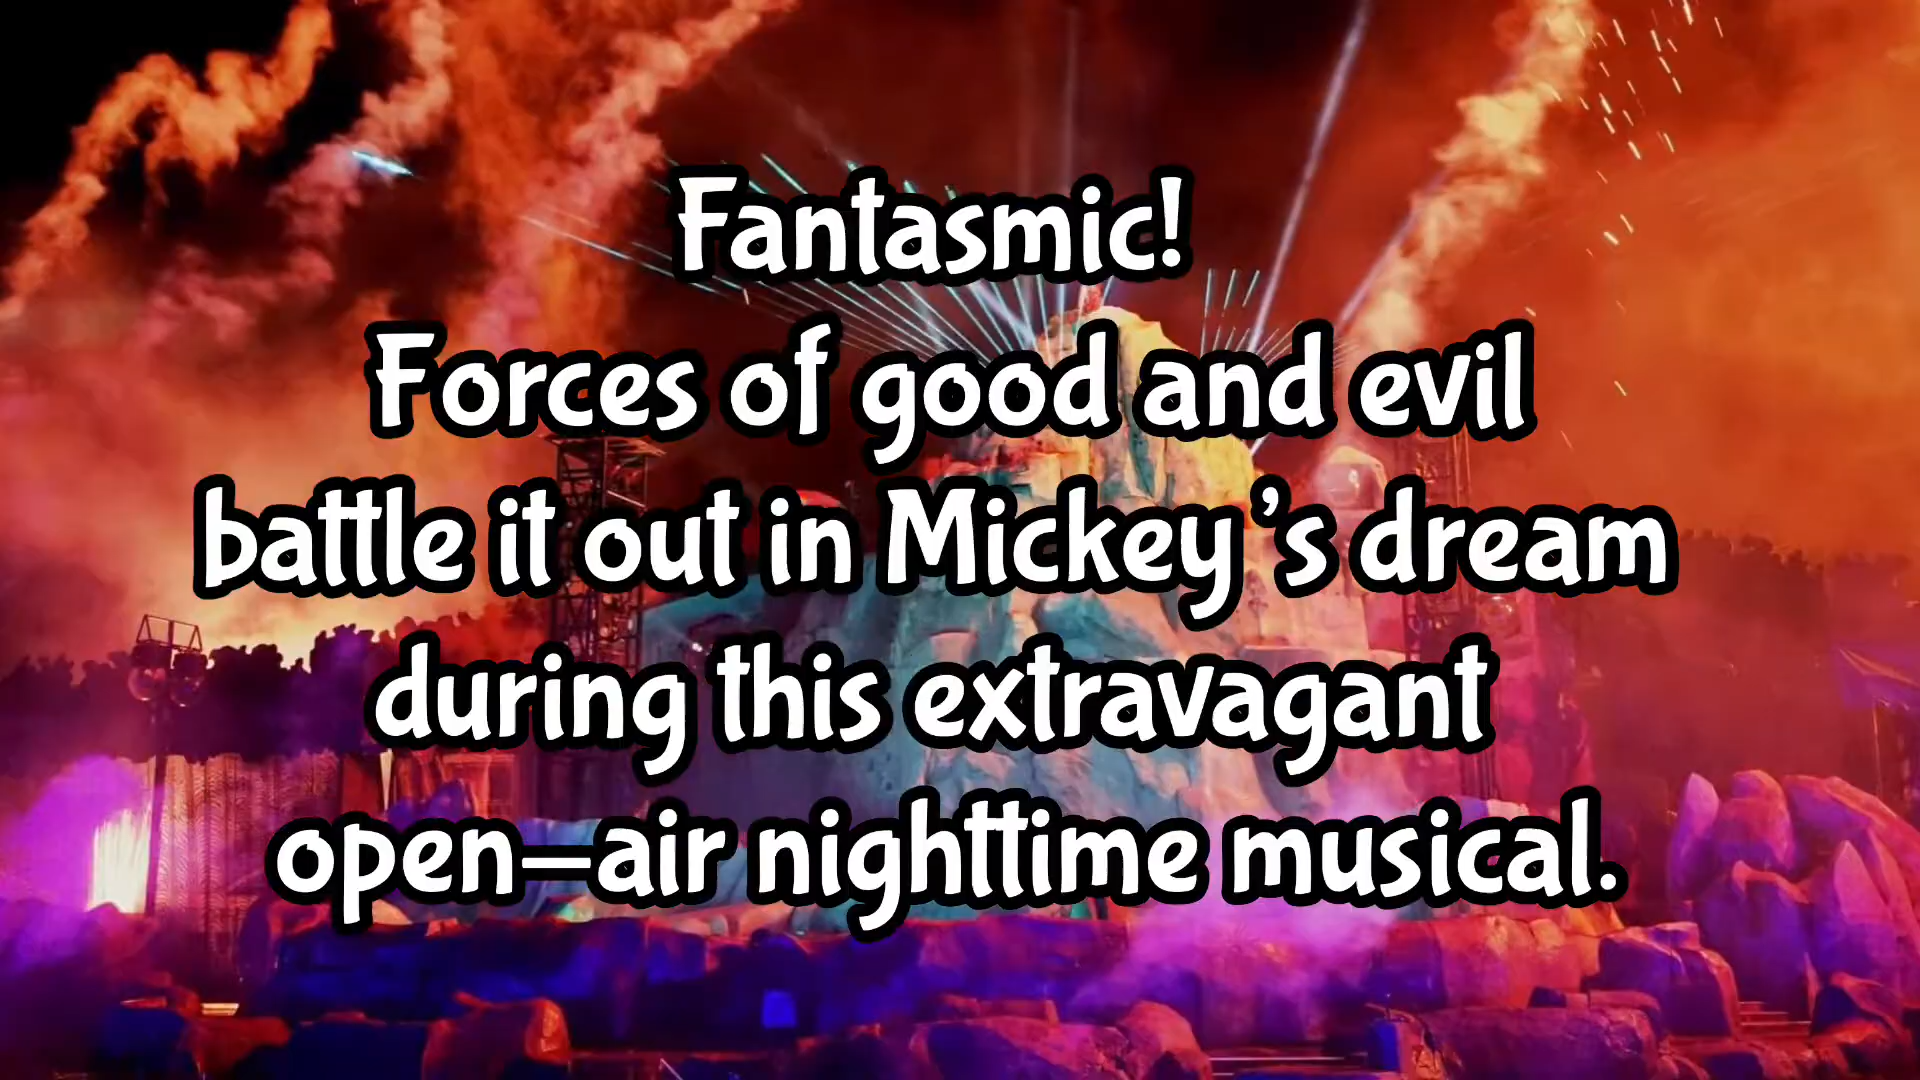 Fantasmic!
Forces of good and evil
battle it out in Mickey's dream
during this extravagant
open-air nighttime musical.